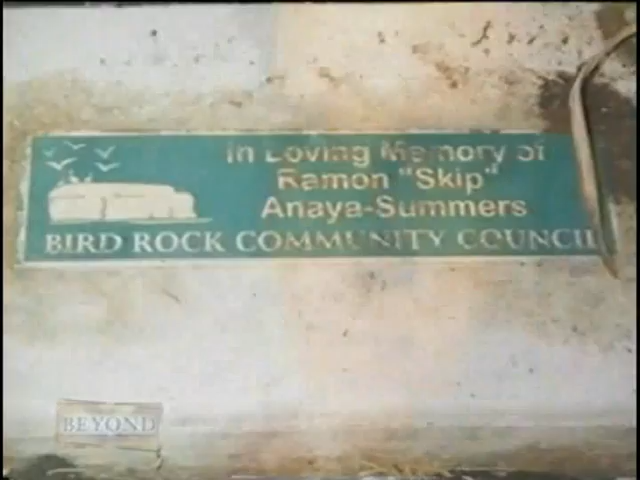 In Loving Memory of
Ramon "Skip"
Anaya-Summers
BIRD ROCK COMMUNITY COUNCIL
BEYOND